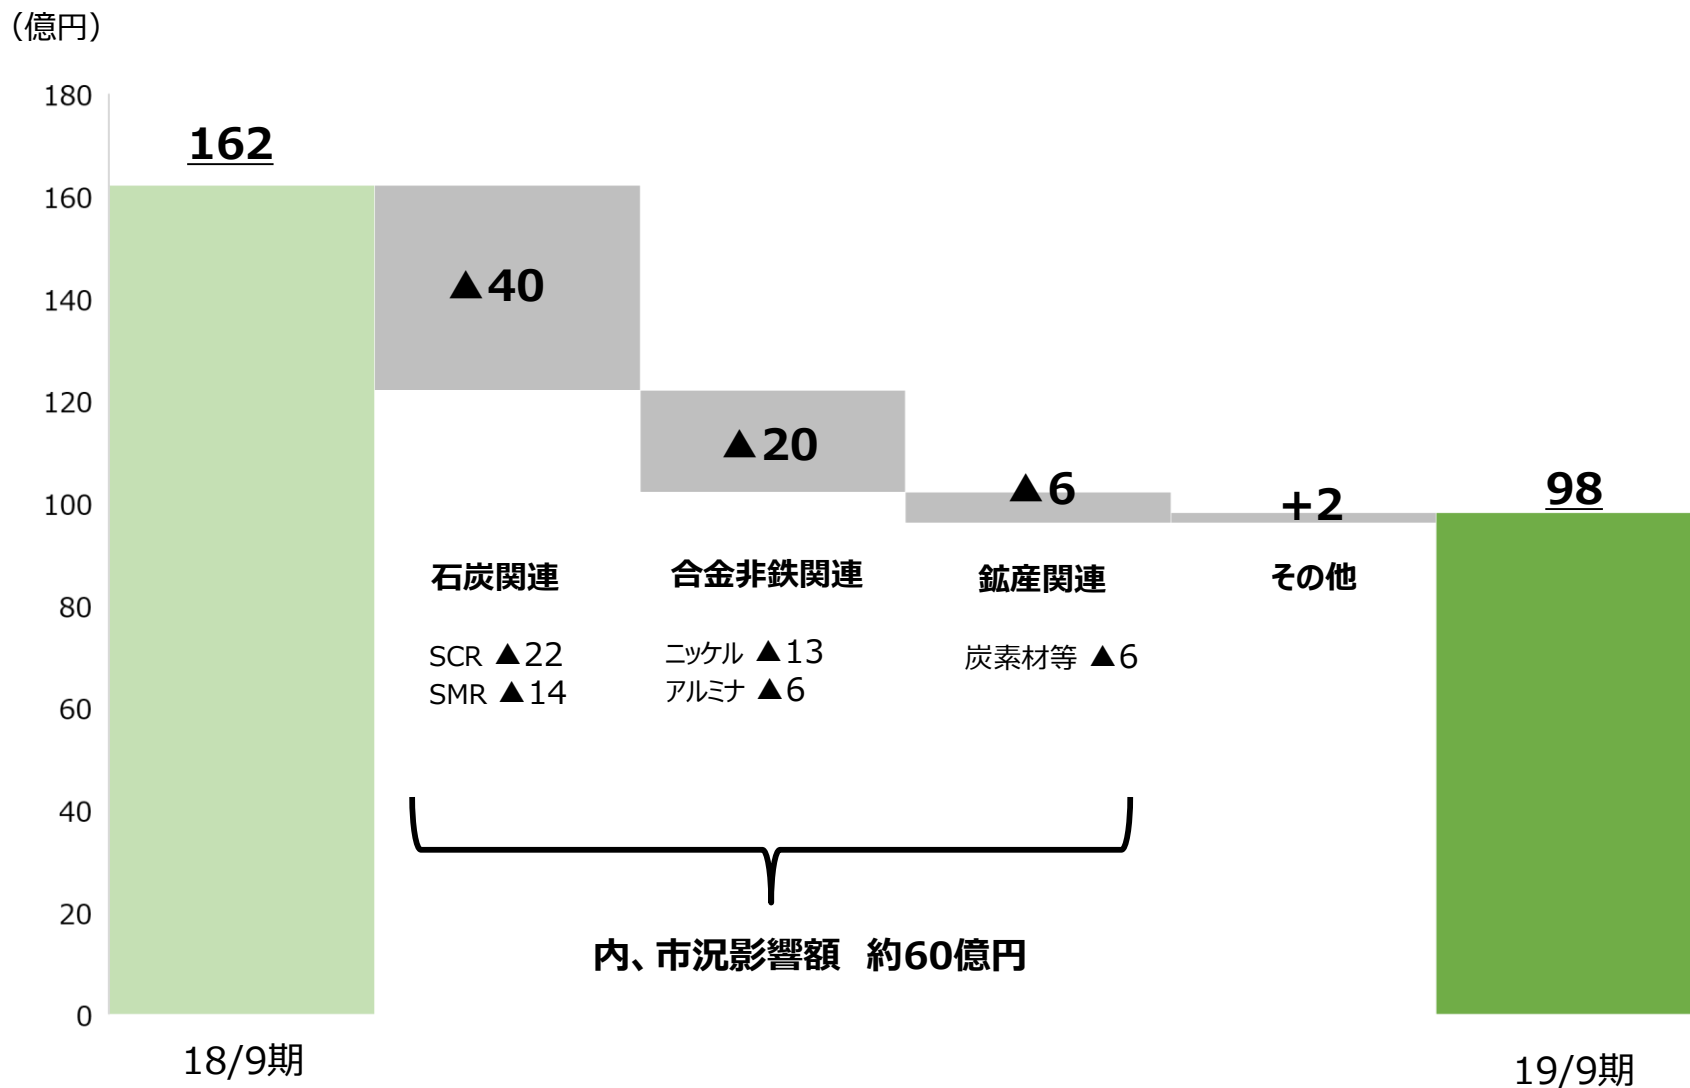 （億円）
180
160
140
120
100
80
60
40
20
0
162
▲40
▲20
▲6
+2
98
石炭関連
SCR ▲22
SMR ▲14
合金非鉄関連
ニッケル ▲13
アルミナ ▲6
鉱産関連
炭素材等 ▲6
その他
内、市況影響額　約60億円
18/9期
19/9期